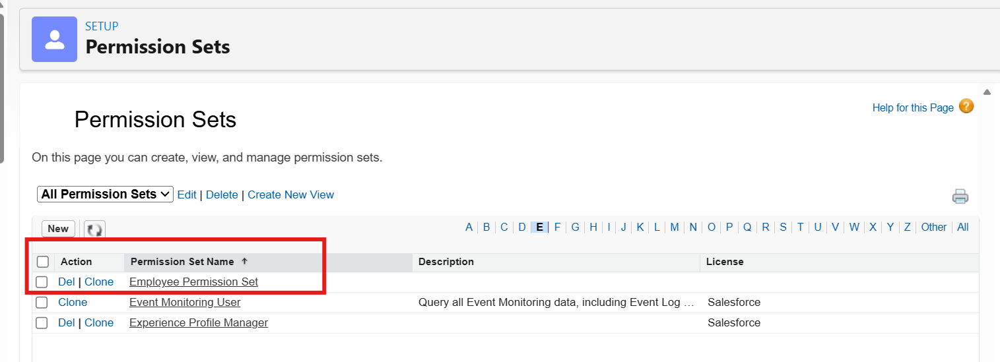 SETUP
Permission Sets
Help for this Page ?
Permission Sets
On this page you can create, view, and manage permission sets.
All Permission Sets Edit | Delete | Create New View
New A | B | C | D | E | F | G | H | I | J | K | L | M | N | O | P | Q | R | S | T | U | V | W | X | Y | Z | Other | All
Action Permission Set Name ↑ Description License
Del | Clone Employee Permission Set
Clone Event Monitoring User Query all Event Monitoring data, including Event Log ... Salesforce
Del | Clone Experience Profile Manager Salesforce